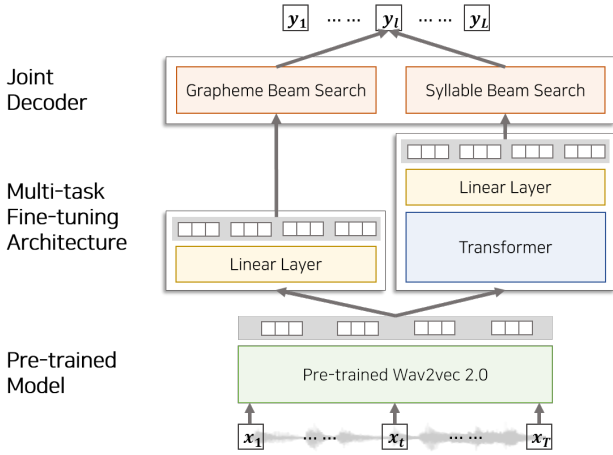 y1 ... ... yl ... ... yL
Joint
Decoder
Grapheme Beam Search
Syllable Beam Search
Multi-task
Fine-tuning
Architecture
Linear Layer
Transformer
Linear Layer
Pre-trained
Model
Pre-trained Wav2vec 2.0
x1 ... ... xt ... ... xT